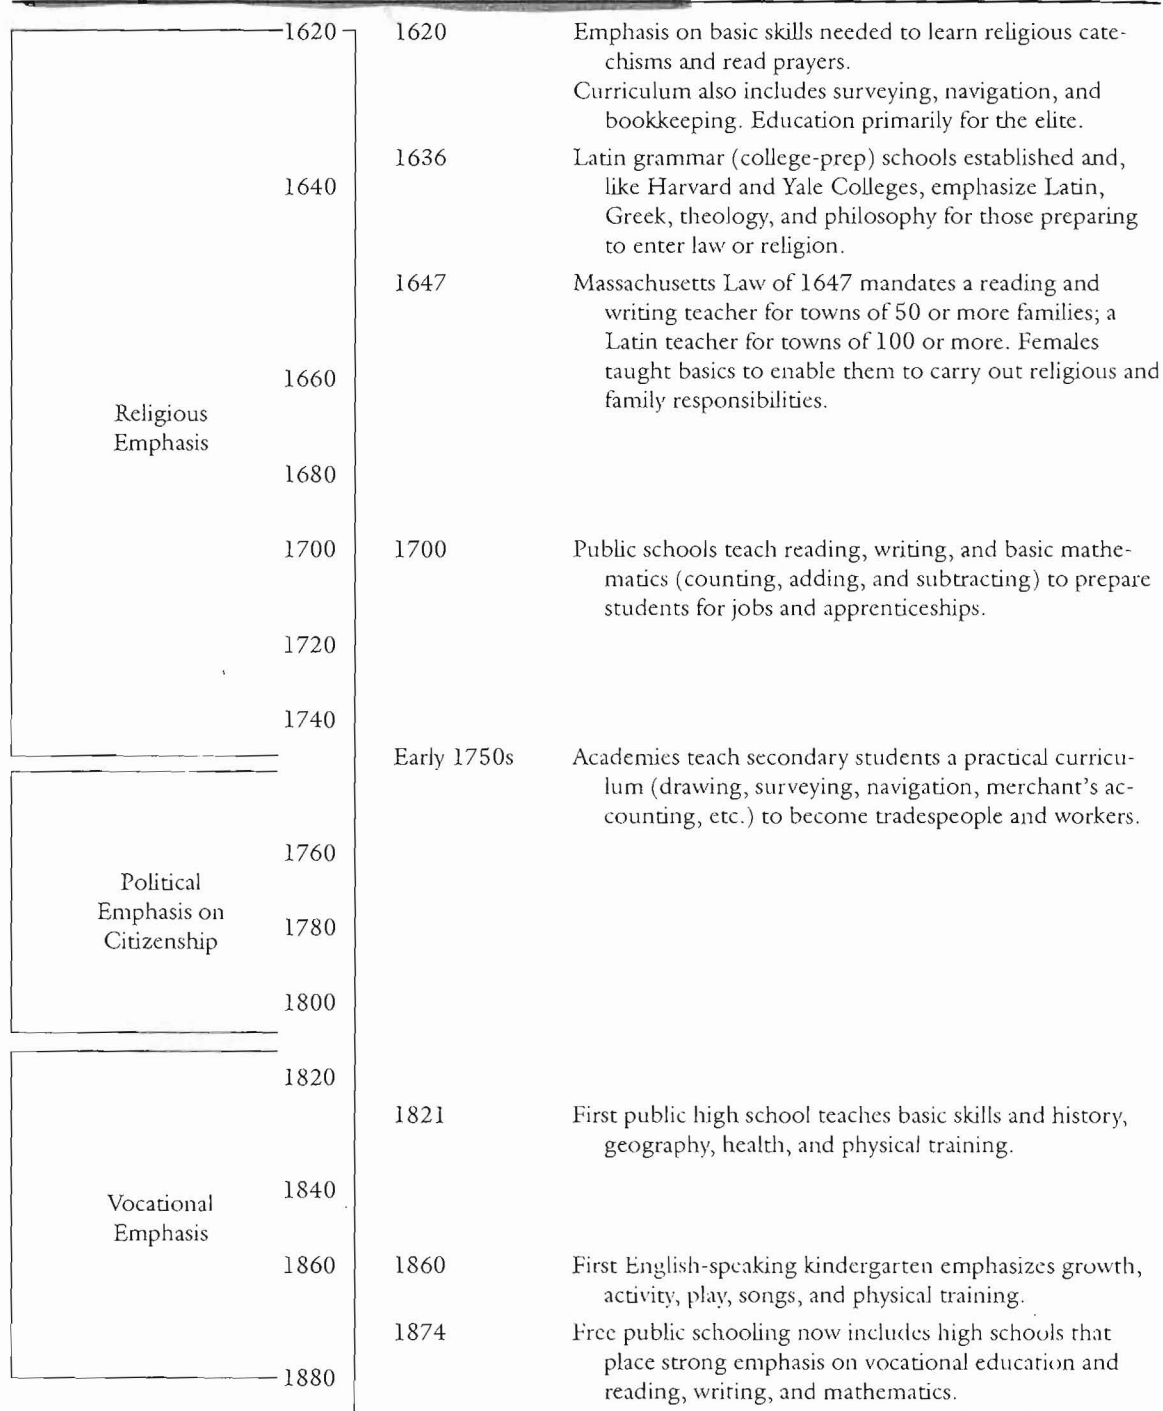 1620
1620
Emphasis on basic skills needed to learn religious cate-
chisms and read prayers.
Curriculum also includes surveying, navigation, and
bookkeeping. Education primarily for the elite.
1636
Latin grammar (college-prep) schools established and,
1640
like Harvard and Yale Colleges, emphasize Latin,
Greek, theology, and philosophy for those preparing
to enter law or religion.
1647
Massachusetts Law of 1647 mandates a reading and
writing teacher for towns of 50 or more families; a
Latin teacher for towns of 100 or more. Females
1660
taught basics to enable them to carry out religious and
family responsibilities.
Religious
Emphasis
1680
1700
1700
Public schools teach reading, writing, and basic mathe-
matics (counting, adding, and subtracting) to prepare
students for jobs and apprenticeships.
1720
1740
Early 1750s
Academies teach secondary students a practical curricu-
lum (drawing, surveying, navigation, merchant's ac-
counting, etc.) to become tradespeople and workers.
1760
Political
Emphasis on
Citizenship
1780
1800
1820
1821
First public high school teaches basic skills and history,
geography, health, and physical training.
1840
Vocational
Emphasis
1860
1860
First English-speaking kindergarten emphasizes growth,
activity, play, songs, and physical training.
1874
Free public schooling now includes high schools that
place strong emphasis on vocational education and
1880
reading, writing, and mathematics.